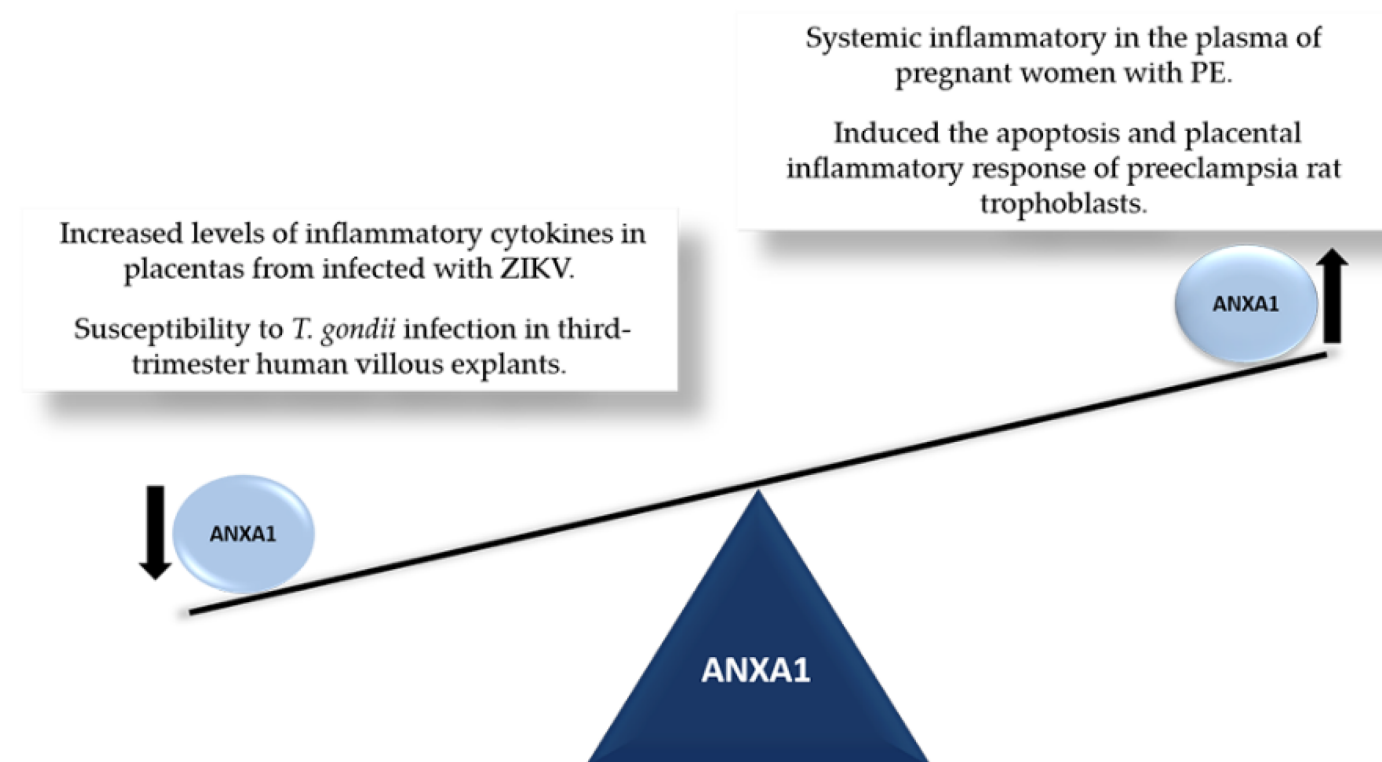 Systemic inflammatory in the plasma of
pregnant women with PE.
Induced the apoptosis and placental
inflammatory response of preeclampsia rat
trophoblasts.
Increased levels of inflammatory cytokines in
placentas from infected with ZIKV.
Susceptibility to T. gondii infection in third-
trimester human villous explants.
ANXA1
ANXA1
ANXA1